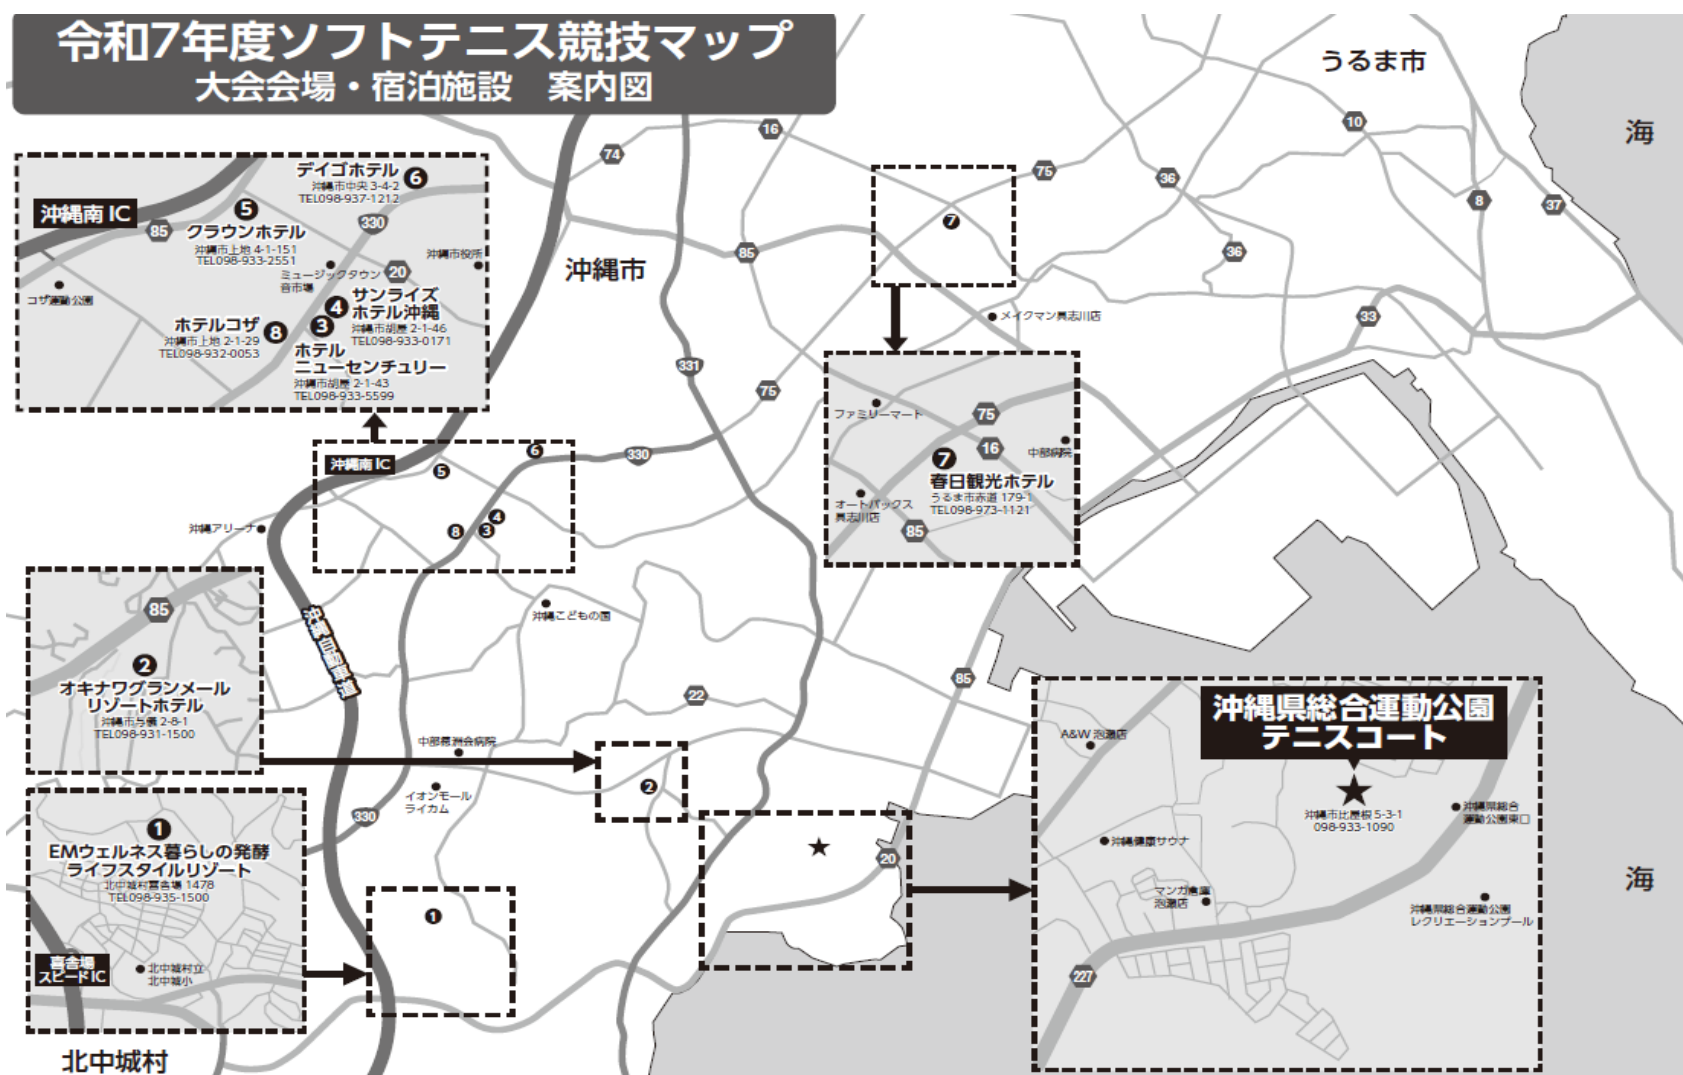 令和7年度ソフトテニス競技マップ
大会会場・宿泊施設　案内図
うるま市
海
沖縄市
北中城村
海
沖縄南IC
85
330
20
デイゴホテル
6
沖縄市中央 3-4-2
TEL098-937-1212
5
クラウンホテル
沖縄市上地 4-1-151
TEL098-933-2551
ミュージックタウン
音市場
沖縄市役所
コザ運動公園
4
サンライズ
ホテル沖縄
沖縄市胡屋 2-1-46
TEL098-933-0171
ホテルコザ
8
沖縄市上地 2-1-29
TEL098-932-0053
3
ホテル
ニューセンチュリー
沖縄市胡屋 2-1-43
TEL098-933-5599
74
16
75
10
36
8
37
7
85
36
33
メイクマン具志川店
331
75
330
沖縄南IC
5
6
8
4
3
沖縄アリーナ
ファミリーマート
75
16
中部病院
7
春日観光ホテル
うるま市赤道 179-1
TEL098-973-1121
オートバックス
具志川店
85
85
2
オキナワグランメール
リゾートホテル
沖縄市与儀 2-8-1
TEL098-931-1500
沖縄自動車道
沖縄こどもの国
22
85
中部徳洲会病院
イオンモール
ライカム
330
2
20
1
1
EMウェルネス暮らしの発酵
ライフスタイルリゾート
北中城村喜舎場 1478
TEL098-935-1500
喜舎場
スピードIC
北中城村立
北中城小
沖縄県総合運動公園
テニスコート
A&W 泡瀬店
沖縄市比屋根 5-3-1
098-933-1090
沖縄県総合
運動公園東口
沖縄健康サウナ
マンガ倉庫
泡瀬店
沖縄県総合運動公園
レクリエーションプール
227